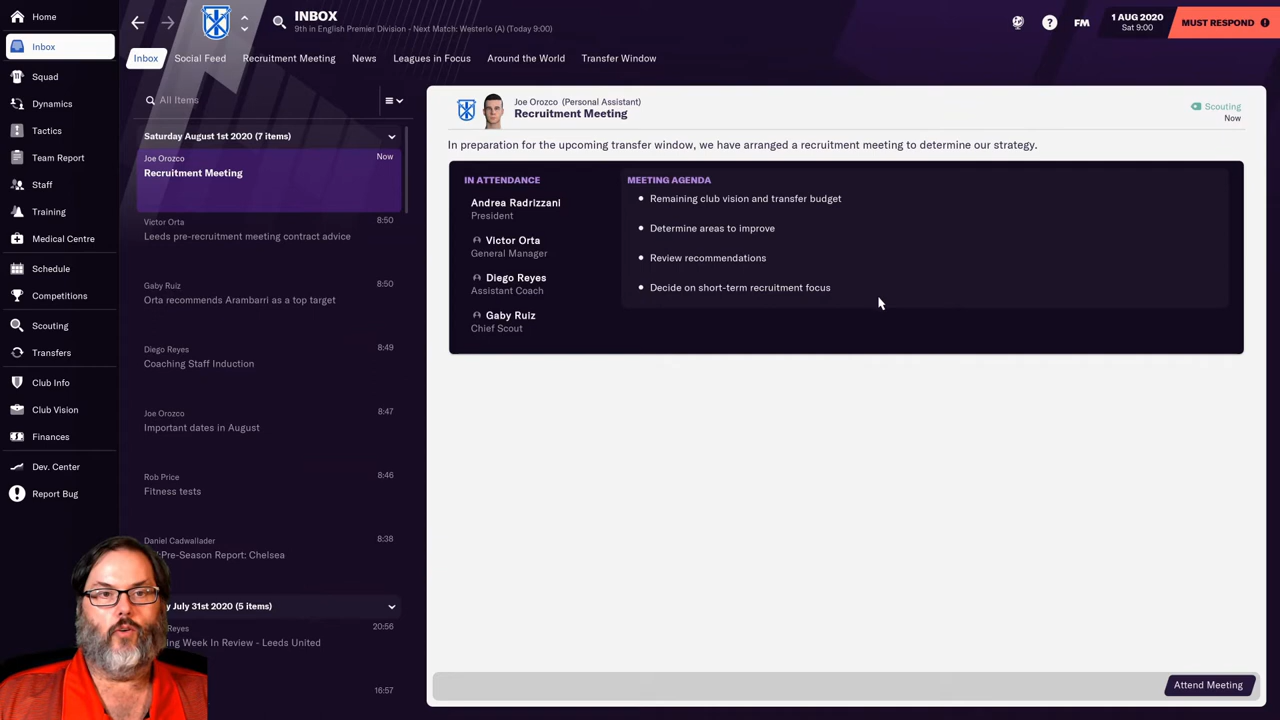 Home
Inbox
Squad
Dynamics
Tactics
Team Report
Staff
Training
Medical Centre
Schedule
Competitions
Scouting
Transfers
Club Info
Club Vision
Finances
Dev. Center
Report Bug
INBOX
9th in English Premier Division - Next Match: Westerlo (A) (Today 9:00)
?
FM
1 AUG 2020
Sat 9:00
MUST RESPOND
Inbox
Social Feed
Recruitment Meeting
News
Leagues in Focus
Around the World
Transfer Window
All Items
Saturday August 1st 2020 (7 items)
Joe Orozco
Now
Recruitment Meeting
Victor Orta
8:50
Leeds pre-recruitment meeting contract advice
Gaby Ruiz
8:50
Orta recommends Arambarri as a top target
Diego Reyes
8:49
Coaching Staff Induction
Joe Orozco
8:47
Important dates in August
Rob Price
8:46
Fitness tests
Daniel Cadwallader
8:38
Pre-Season Report: Chelsea
July 31st 2020 (5 items)
Reyes
20:56
Week In Review - Leeds United
16:57
Joe Orozco (Personal Assistant)
Recruitment Meeting
Scouting
Now
In preparation for the upcoming transfer window, we have arranged a recruitment meeting to determine our strategy.
IN ATTENDANCE
Andrea Radrizzani
President
Victor Orta
General Manager
Diego Reyes
Assistant Coach
Gaby Ruiz
Chief Scout
MEETING AGENDA
Remaining club vision and transfer budget
Determine areas to improve
Review recommendations
Decide on short-term recruitment focus
Attend Meeting